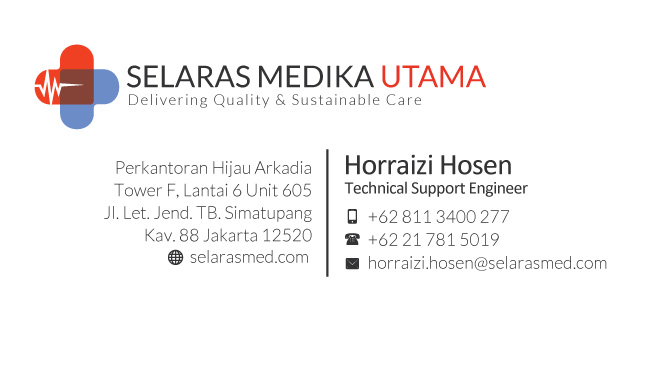 SELARAS MEDIKA UTAMA
Delivering Quality & Sustainable Care
Perkantoran Hijau Arkadia
Tower F, Lantai 6 Unit 605
Jl. Let. Jend. TB. Simatupang
Kav. 88 Jakarta 12520
selarasmed.com
Horraizi Hosen
Technical Support Engineer
+62 811 3400 277
+62 21 781 5019
horraizi.hosen@selarasmed.com